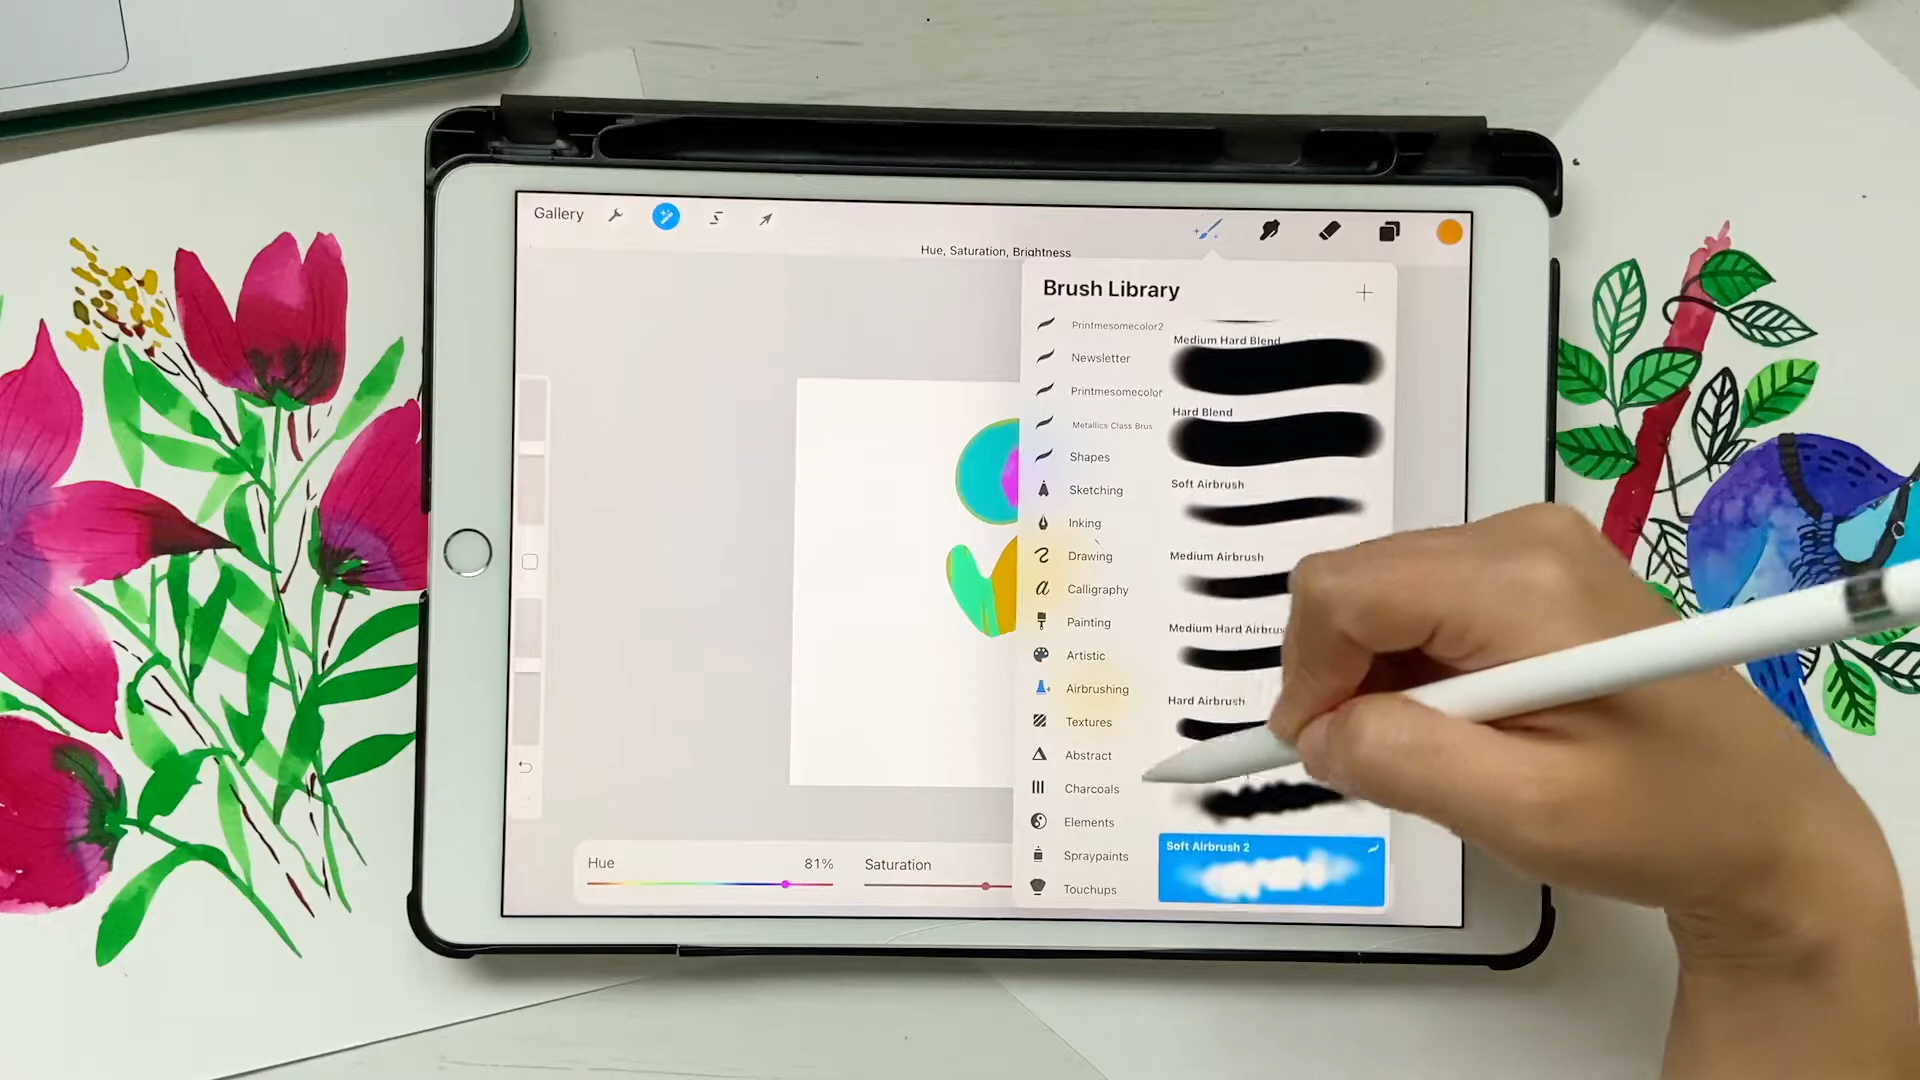 Gallery
Hue, Saturation, Brightness
Brush Library
Printmesomecolor2
Newsletter
Printmesomecolor
Metallics Class Brus
Shapes
Sketching
Inking
Drawing
Calligraphy
Painting
Artistic
Airbrushing
Textures
Abstract
Charcoals
Elements
Spraypaints
Touchups
Medium Hard Blend
Hard Blend
Soft Airbrush
Medium Airbrush
Medium Hard Airbrus
Hard Airbrush
Soft Airbrush 2
Hue 81% Saturation